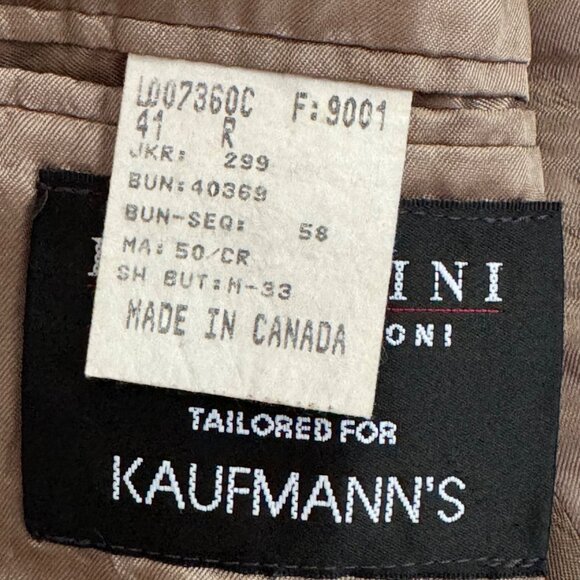 LD07360C F:9001
41 R
JKR: 299
BUN:40369
BUN-SEQ: 58
MA:50/CR
SH BUT:M-33
MADE IN CANADA
INI
ONI
TAILORED FOR
KAUFMANN'S